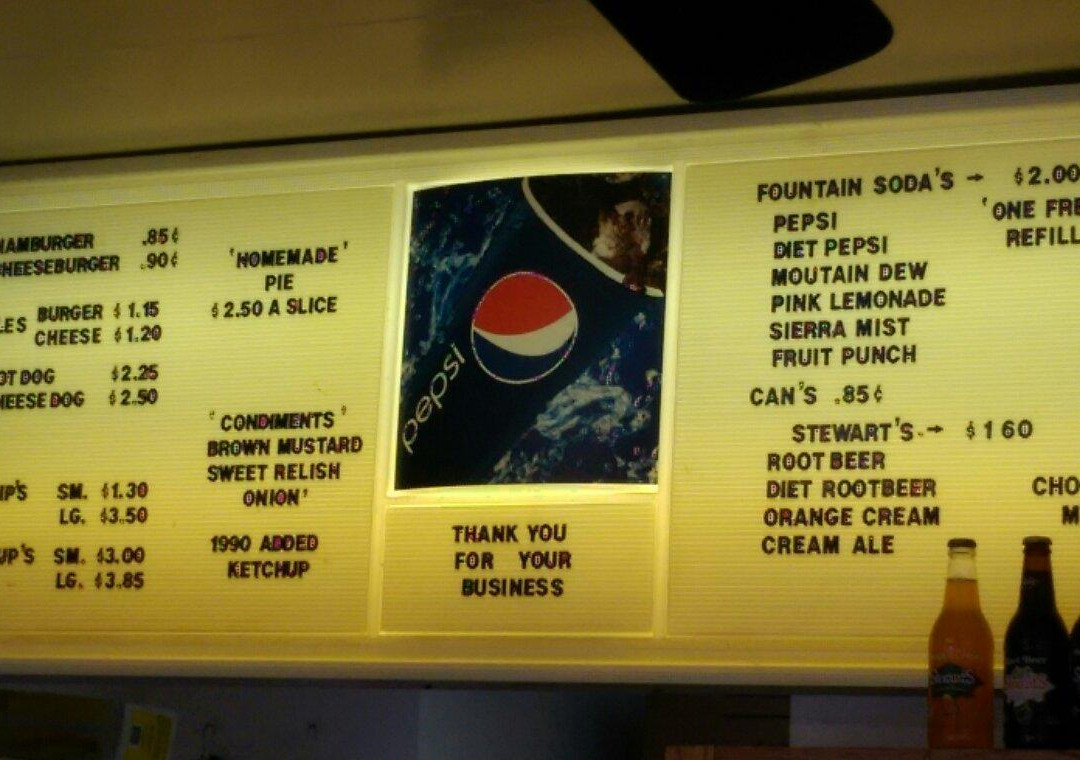 HAMBURGER .85¢
CHEESEBURGER .90¢
BURGER $1.15
CHEESE $1.20
OT DOG $2.25
HEESE DOG $2.50
SM. $1.30
LG. $3.50
SM. $3.00
LG. $3.85
'HOMEMADE'
PIE
$2.50 A SLICE
'CONDIMENTS'
BROWN MUSTARD
SWEET RELISH
ONION'
1990 ADDED
KETCHUP
pepsi
THANK YOU
FOR YOUR
BUSINESS
FOUNTAIN SODA'S → $2.00
PEPSI
DIET PEPSI
MOUTAIN DEW
PINK LEMONADE
SIERRA MIST
FRUIT PUNCH
'ONE FRE
REFILL
CAN'S .85¢
STEWART'S → $160
ROOT BEER
DIET ROOTBEER
ORANGE CREAM
CREAM ALE
CHO
M